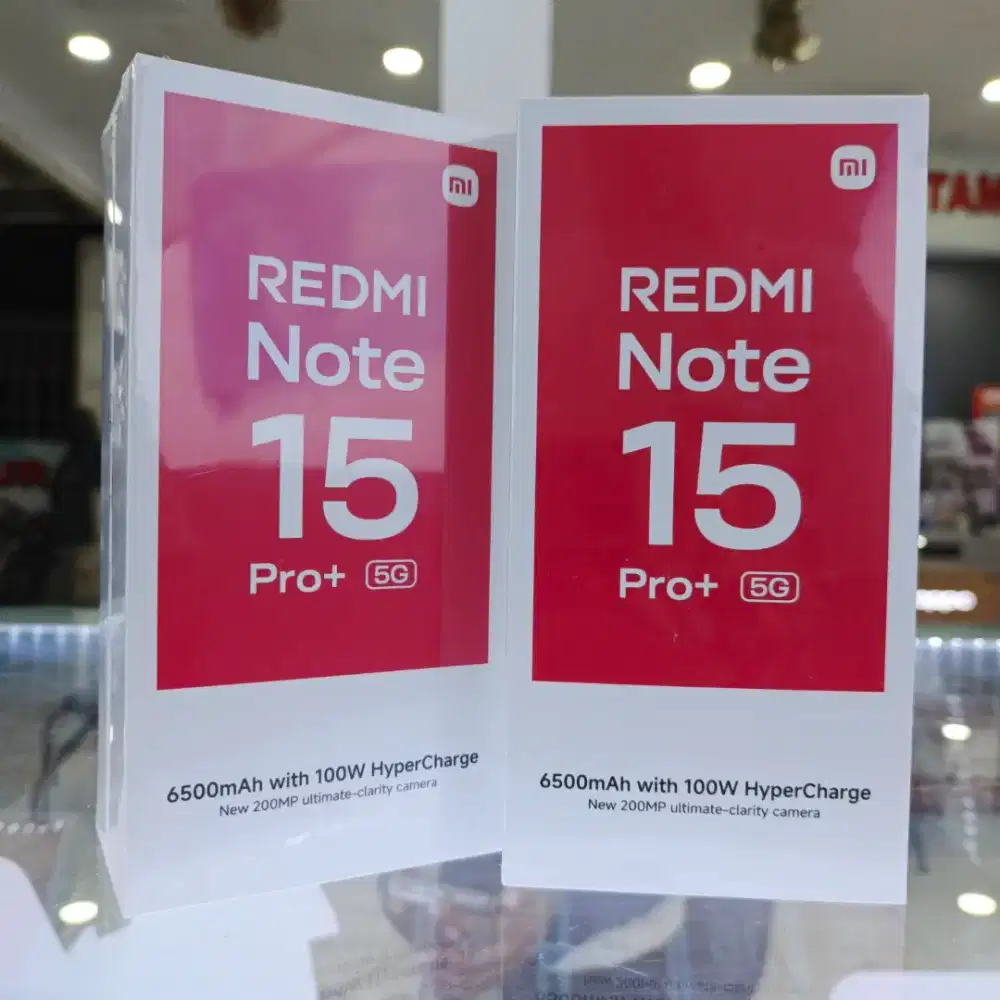 mi
REDMI
Note
15
Pro+ 5G
6500mAh with 100W HyperCharge
New 200MP ultimate-clarity camera
mi
REDMI
Note
15
Pro+ 5G
6500mAh with 100W HyperCharge
New 200MP ultimate-clarity camera